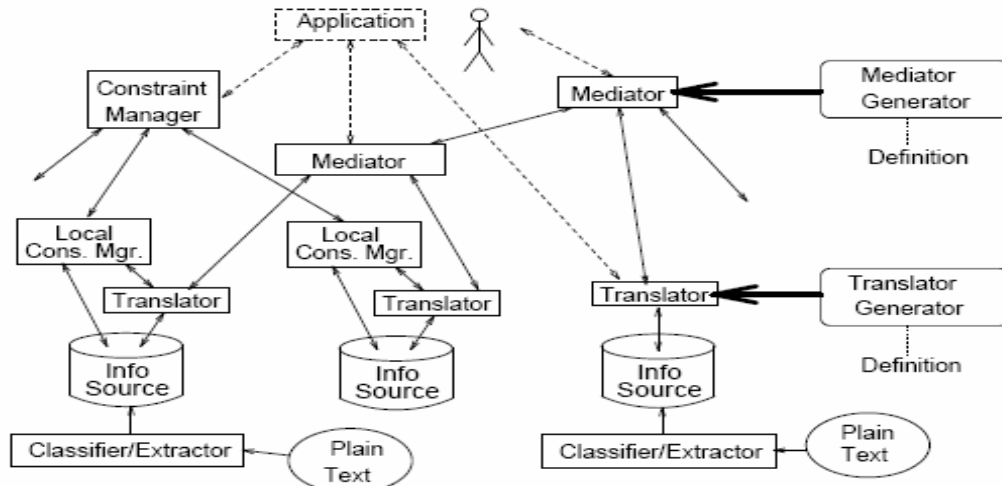 Application
Constraint
Manager
Mediator
Mediator
Generator
Definition
Mediator
Local
Cons. Mgr.
Local
Cons. Mgr.
Translator
Translator
Translator
Translator
Generator
Definition
Info
Source
Info
Source
Info
Source
Classifier/Extractor
Plain
Text
Classifier/Extractor
Plain
Text